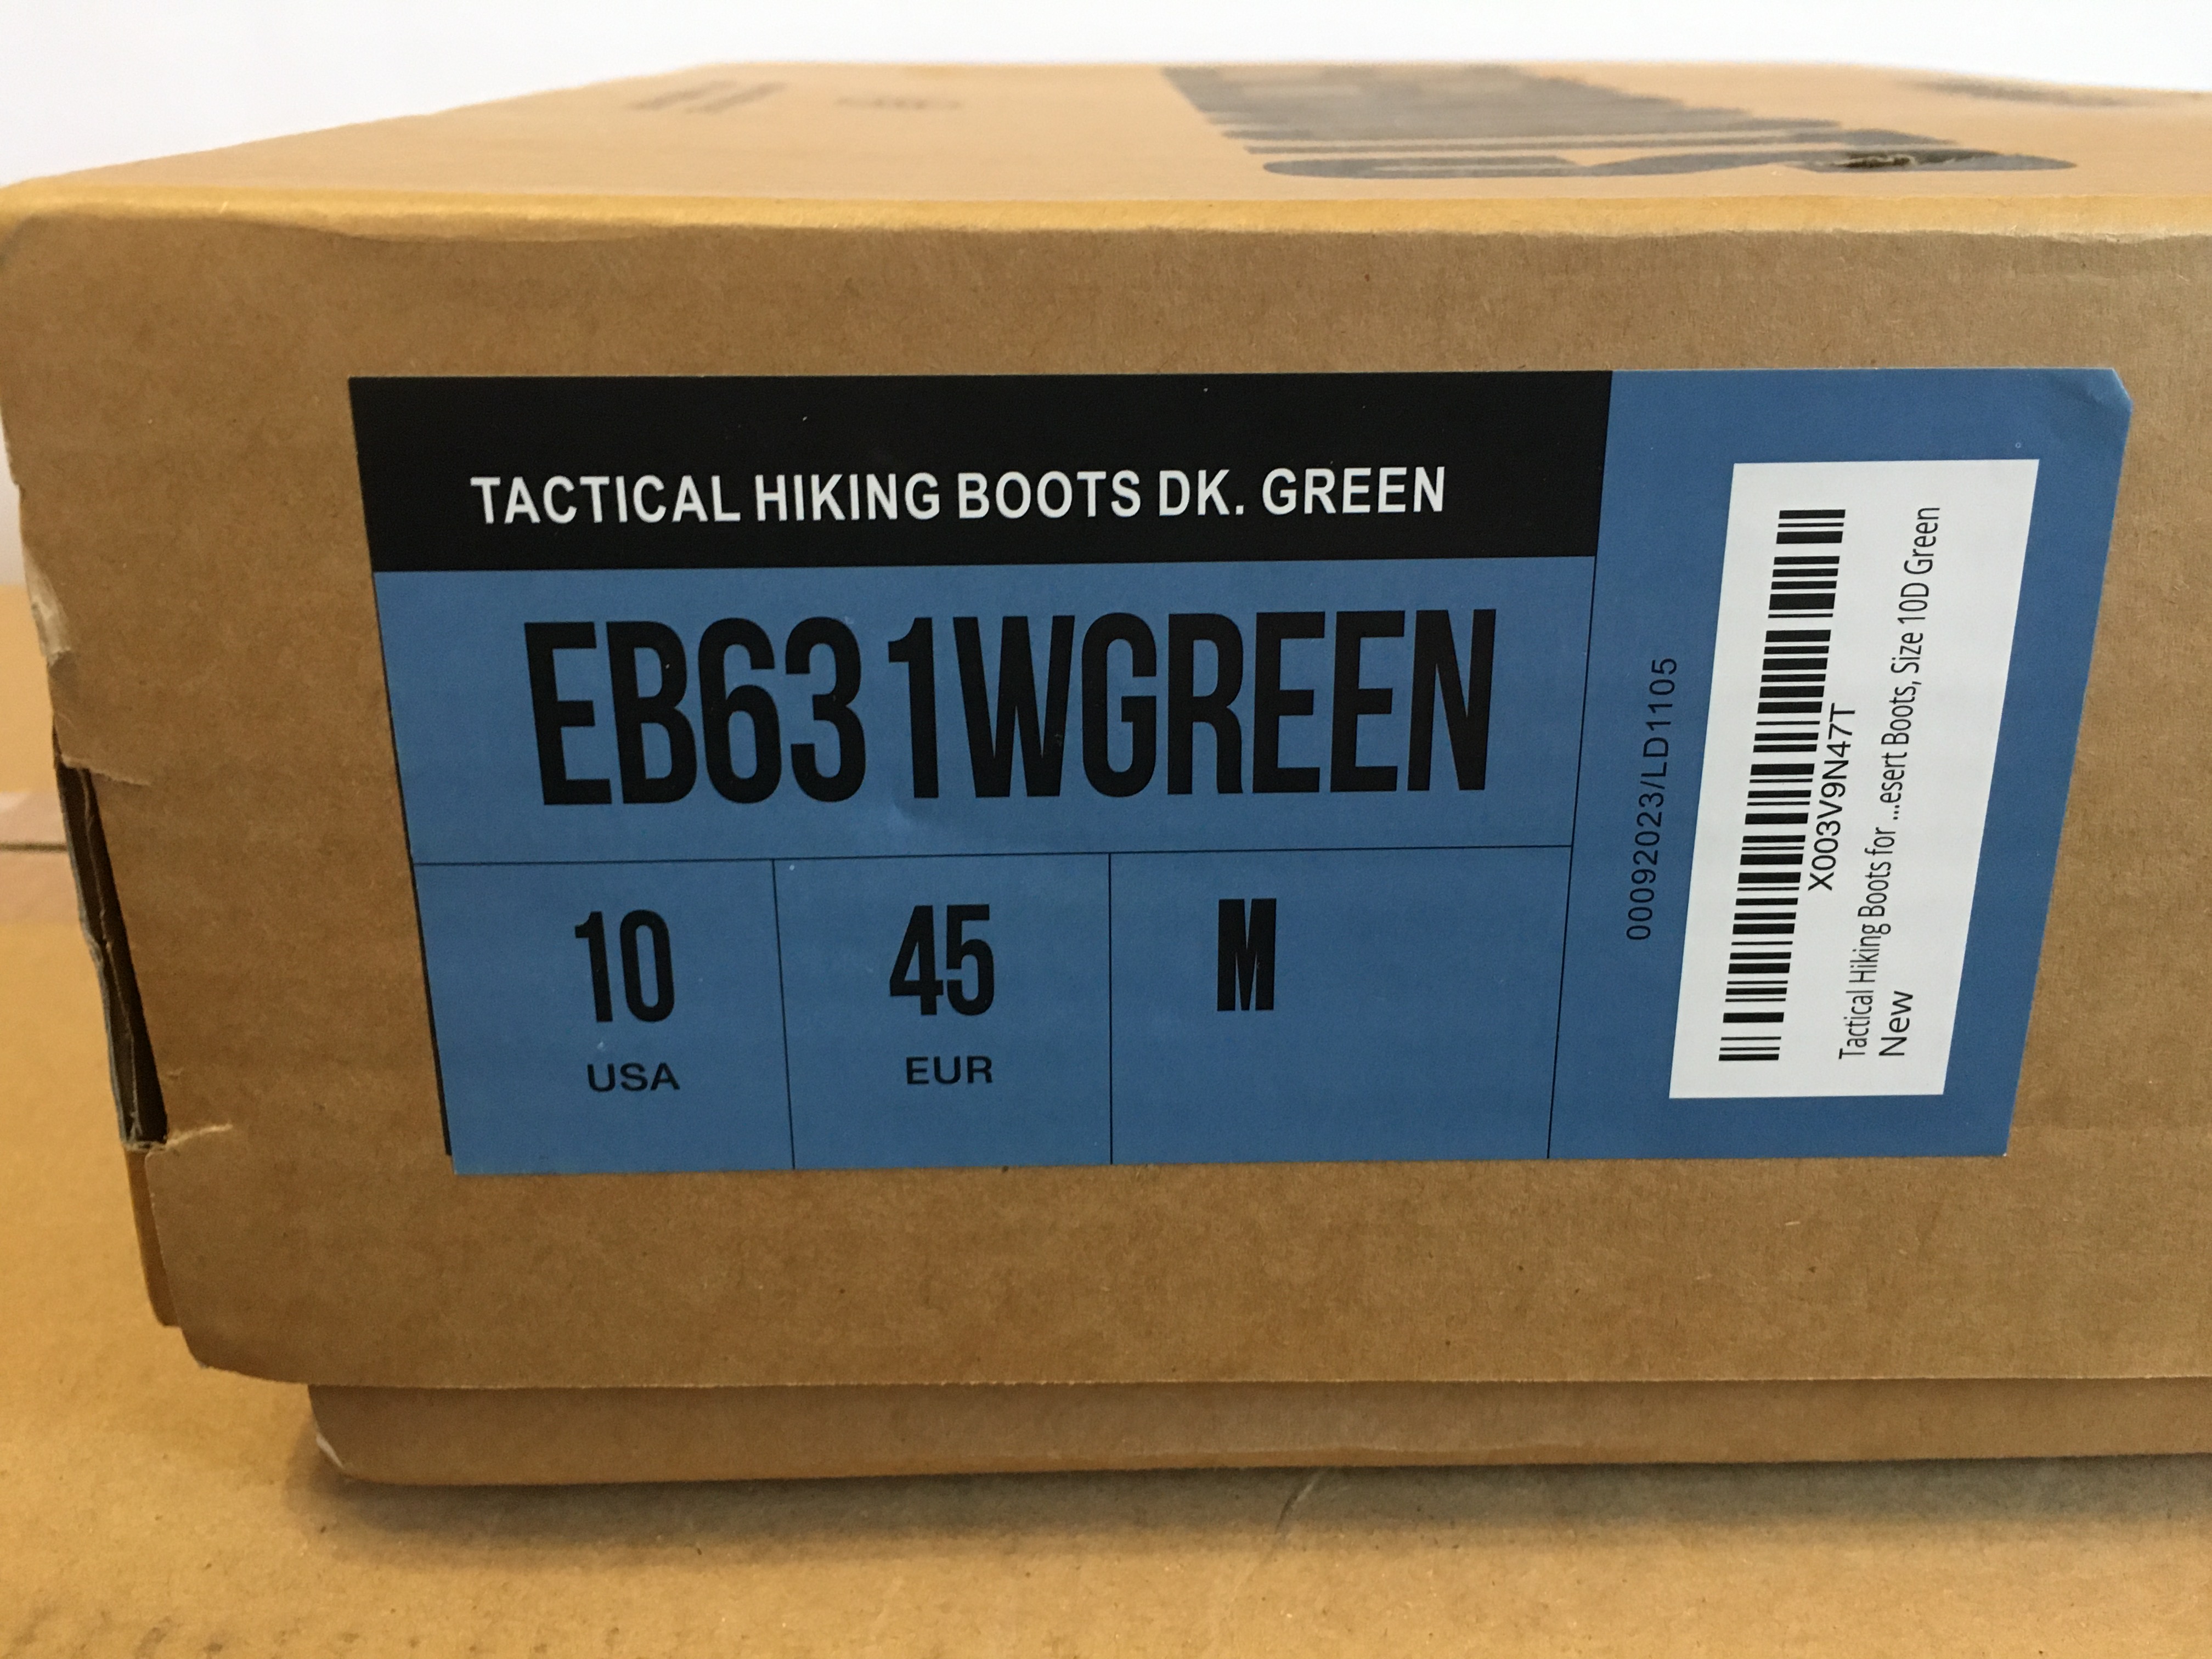 TACTICAL HIKING BOOTS DK. GREEN
EB631WGREEN
10
USA
45
EUR
M
00092023/LD1105
X003V9N47T
Tactical Hiking Boots for ...esert Boots, Size 10D Green
New